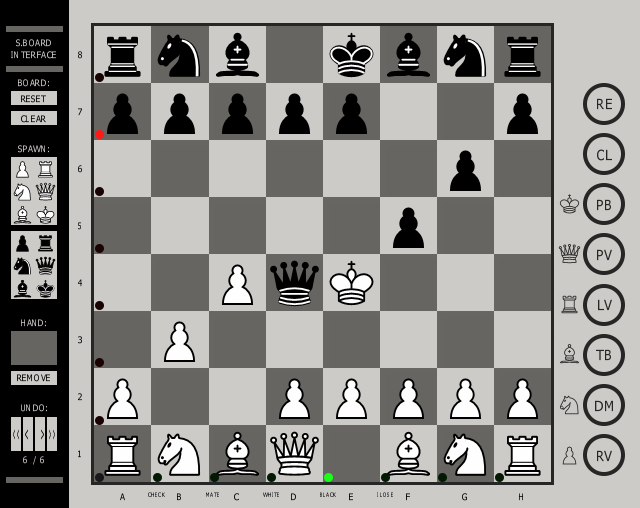 S.BOARD
INTERFACE
BOARD:
RESET
CLEAR
SPAWN:
HAND:
REMOVE
UNDO:
6 / 6
8
7
6
5
4
3
2
1
A CHECK B MATE C WHITE D BLACK E ILOSE F G H
RE
CL
PB
PV
LV
TB
DM
RV